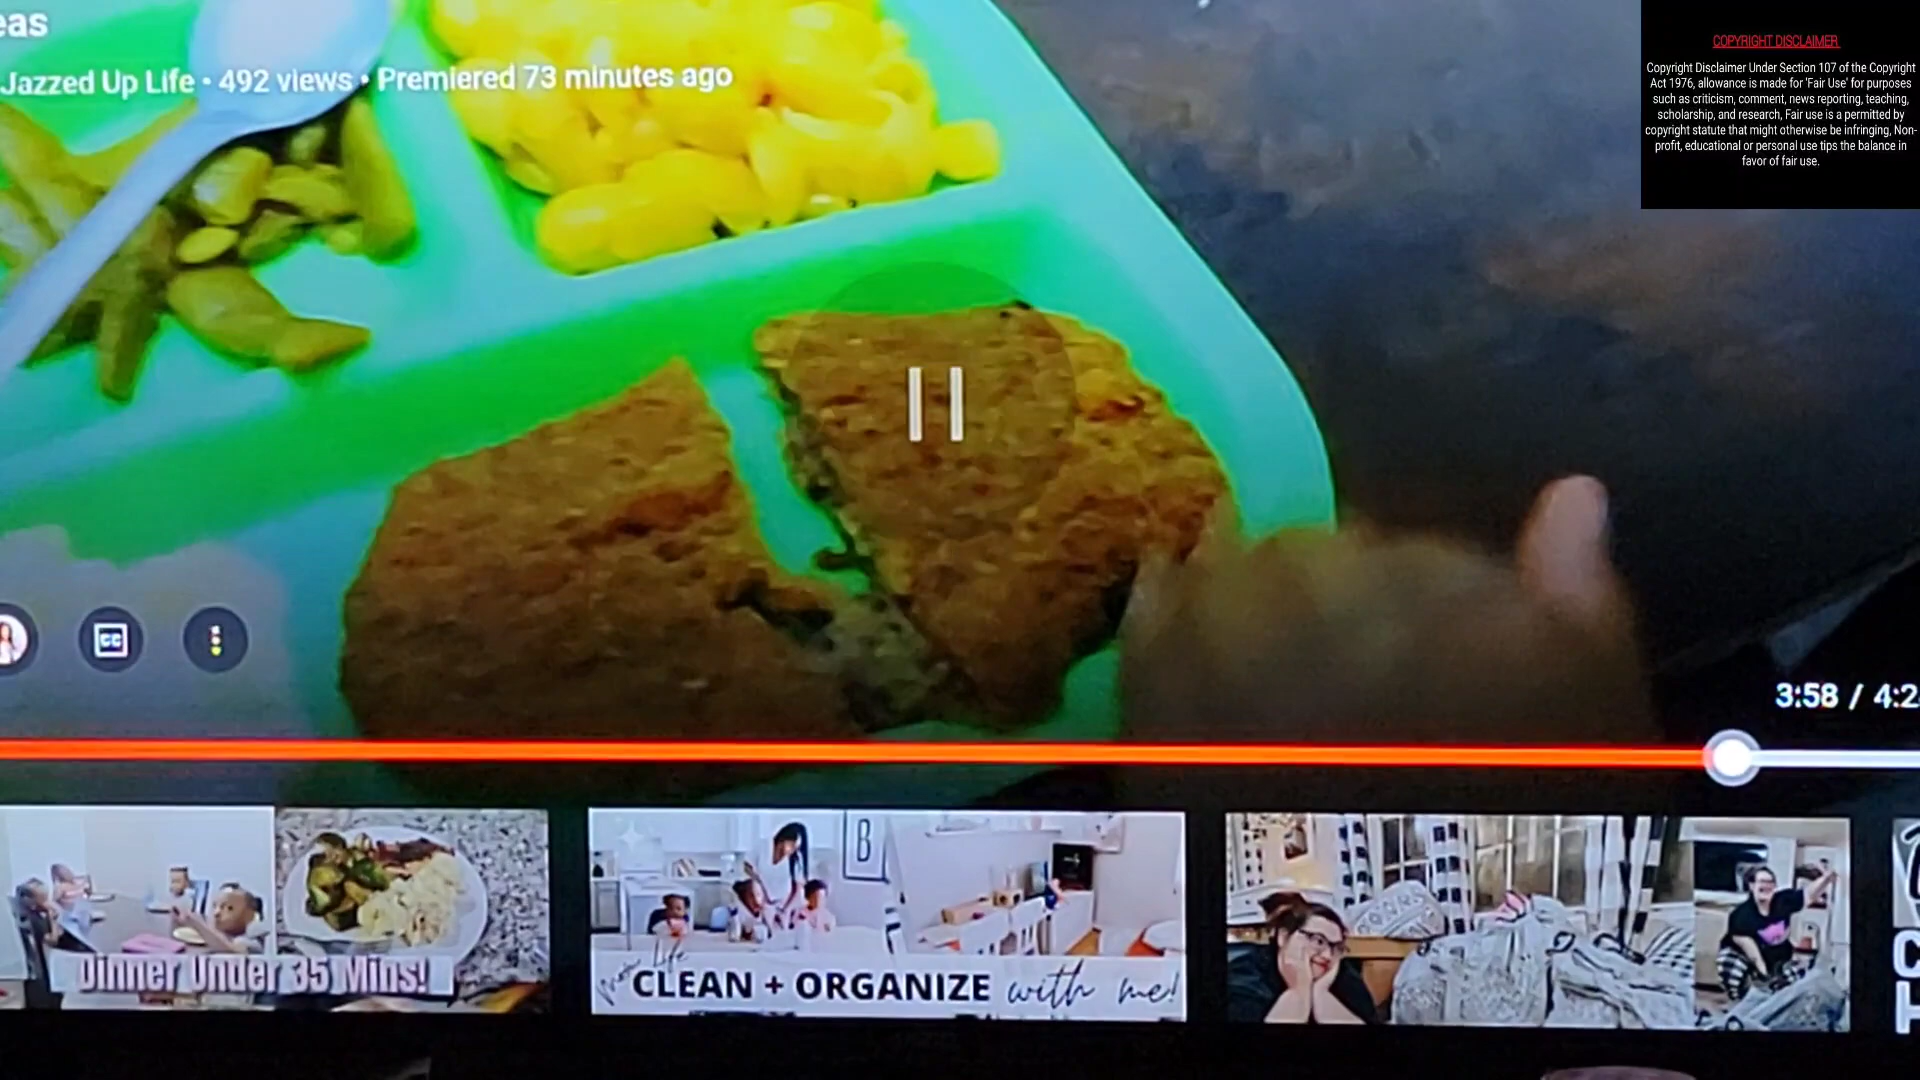 eas
Jazzed Up Life • 492 views • Premiered 73 minutes ago
COPYRIGHT DISCLAIMER
Copyright Disclaimer Under Section 107 of the Copyright
Act 1976, allowance is made for 'Fair Use' for purposes
such as criticism, comment, news reporting, teaching,
scholarship, and research, Fair use is a permitted by
copyright statute that might otherwise be infringing, Non-
profit, educational or personal use tips the balance in
favor of fair use.
CC
3:58 / 4:2
Dinner Under 35 Mins!
B
Mom Life
CLEAN + ORGANIZE with me!
C
H